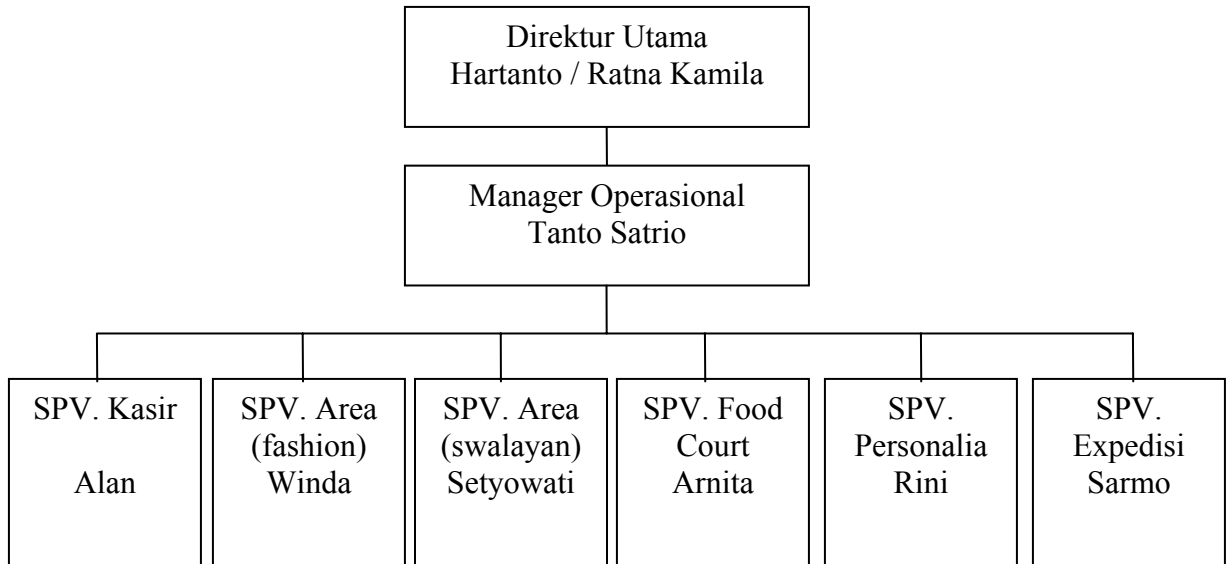 Direktur Utama
Hartanto / Ratna Kamila
Manager Operasional
Tanto Satrio
SPV. Kasir
Alan
SPV. Area
(fashion)
Winda
SPV. Area
(swalayan)
Setyowati
SPV. Food
Court
Arnita
SPV.
Personalia
Rini
SPV.
Expedisi
Sarmo